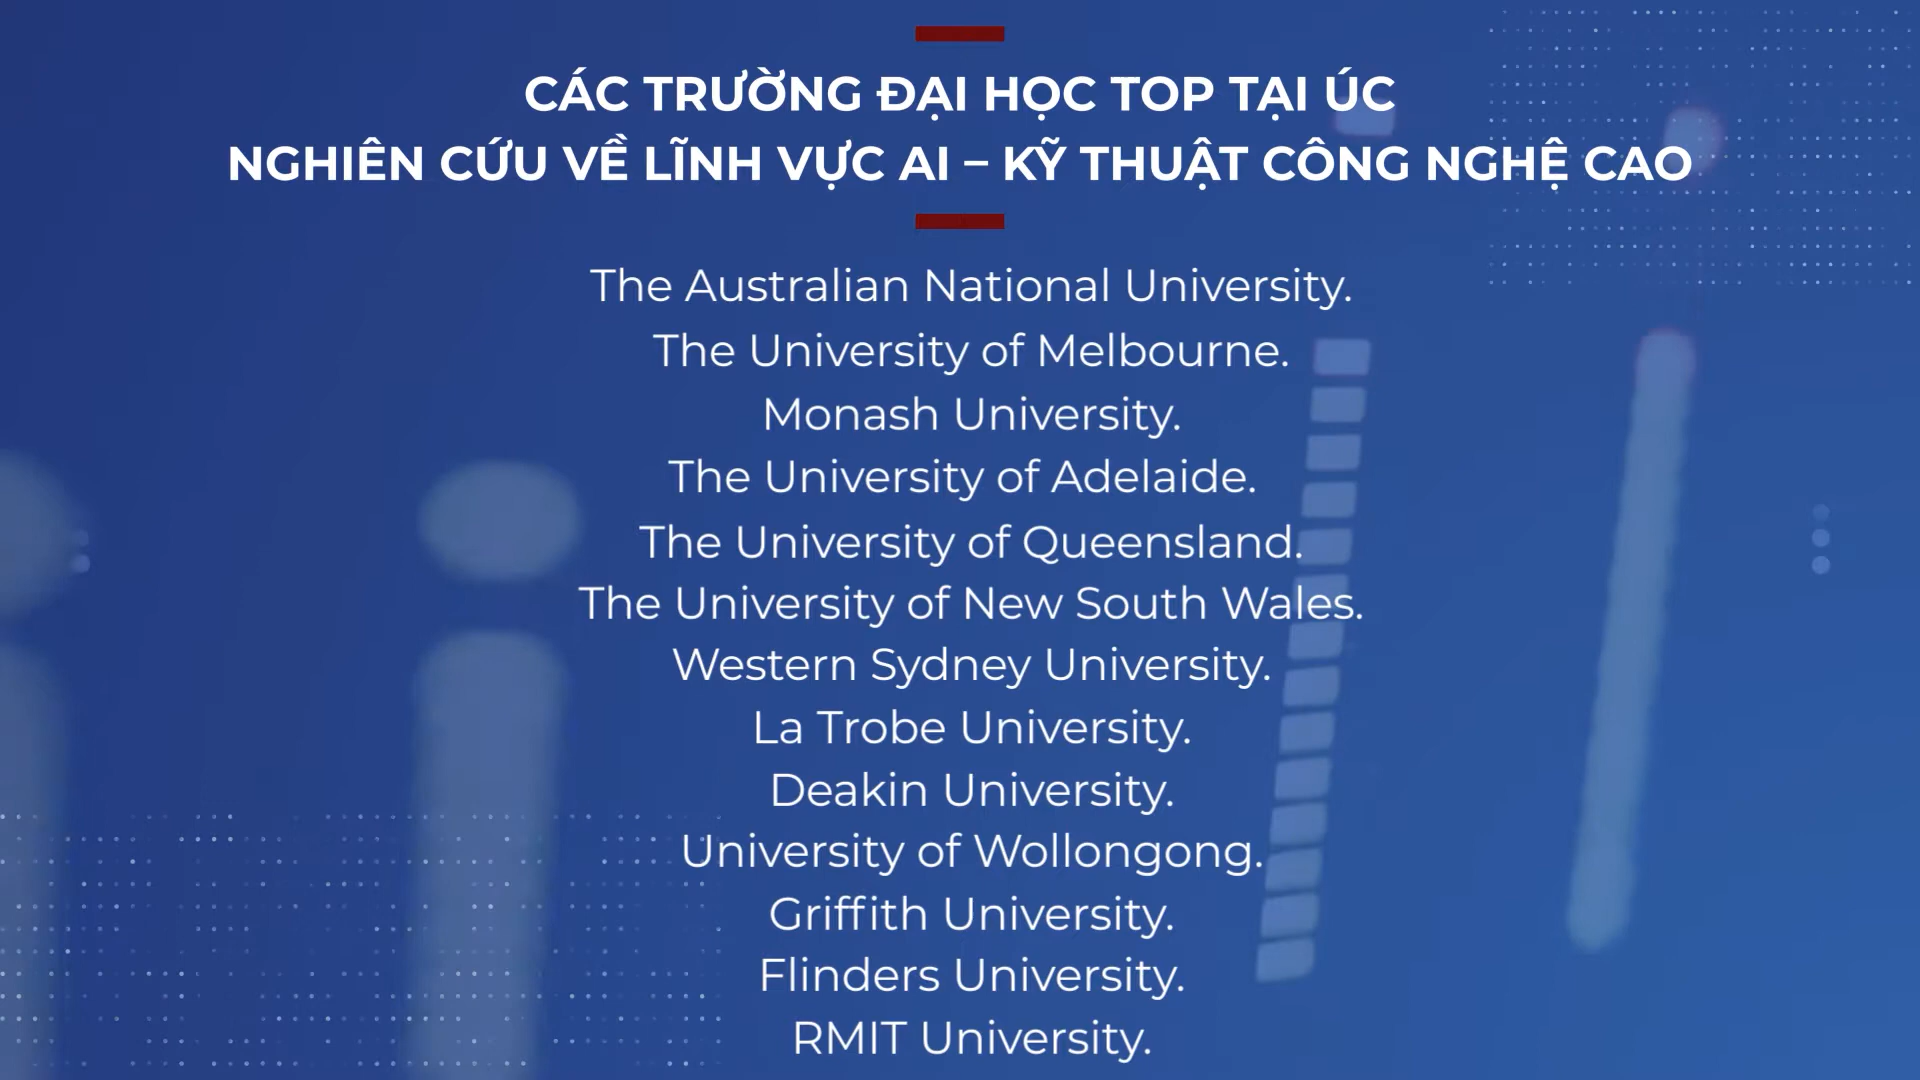 CÁC TRƯỜNG ĐẠI HỌC TOP TẠI ÚC
NGHIÊN CỨU VỀ LĨNH VỰC AI – KỸ THUẬT CÔNG NGHỆ CAO
The Australian National University.
The University of Melbourne.
Monash University.
The University of Adelaide.
The University of Queensland.
The University of New South Wales.
Western Sydney University.
La Trobe University.
Deakin University.
University of Wollongong.
Griffith University.
Flinders University.
RMIT University.